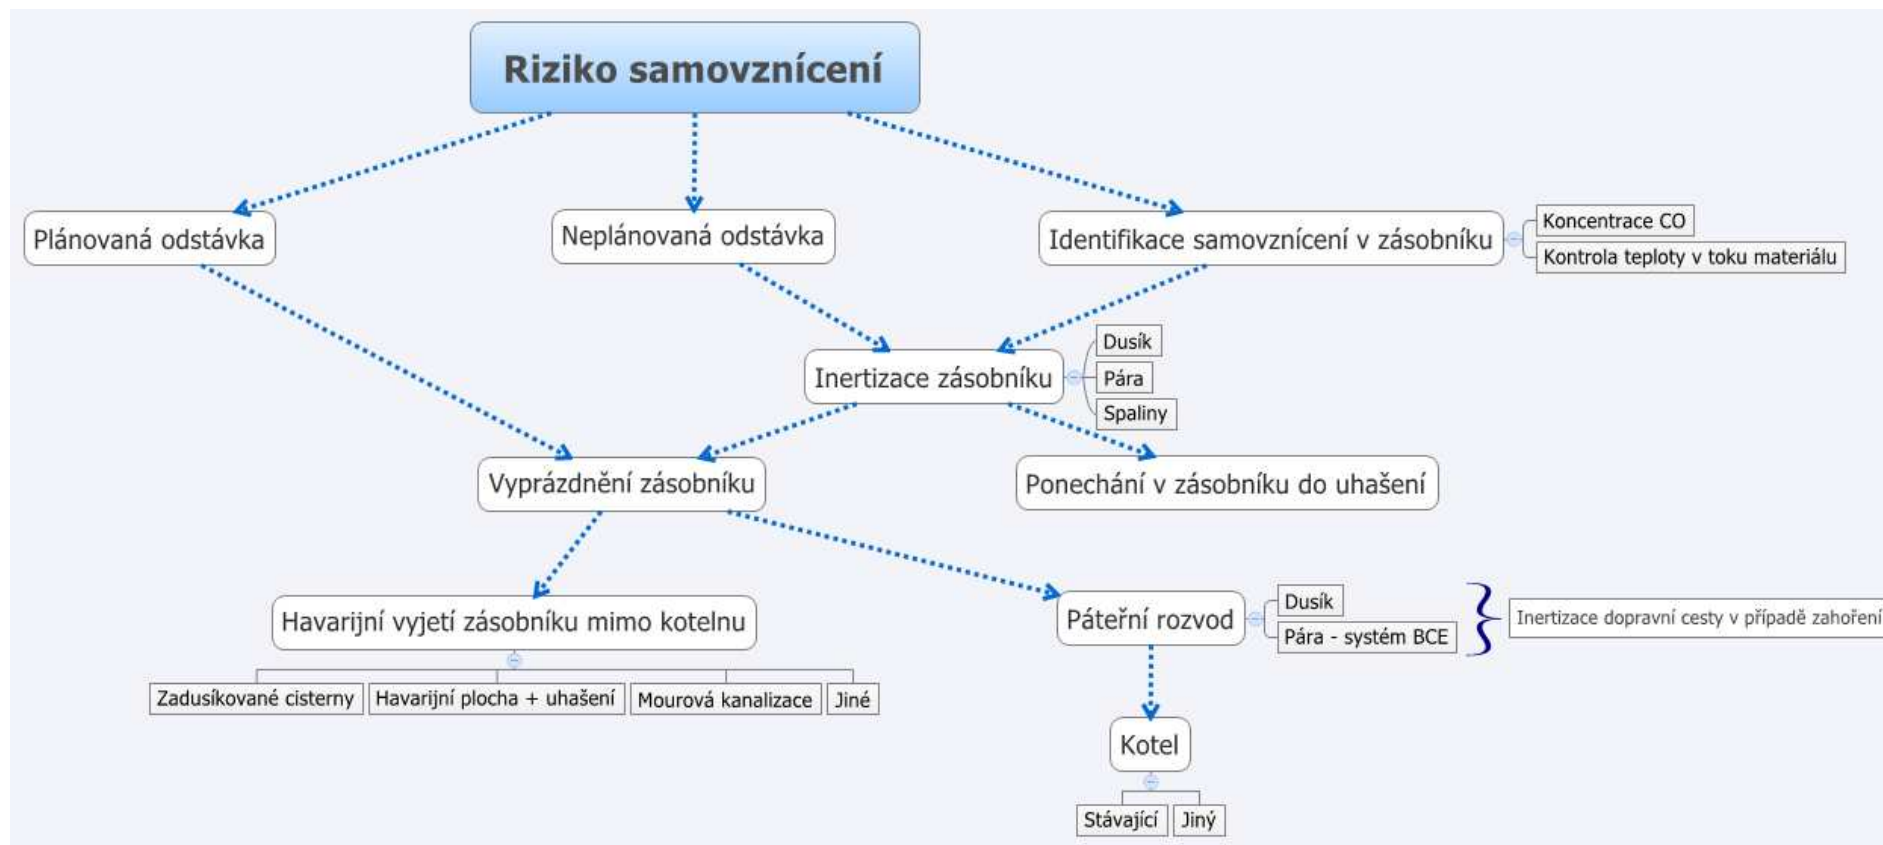 Riziko samovznícení
Plánovaná odstávka
Neplánovaná odstávka
Identifikace samovznícení v zásobníku
Koncentrace CO
Kontrola teploty v toku materiálu
Inertizace zásobníku
Dusík
Pára
Spaliny
Vyprázdnění zásobníku
Ponechání v zásobníku do uhašení
Havarijní vyjetí zásobníku mimo kotelnu
Zadusíkované cisterny
Havarijní plocha + uhašení
Mourová kanalizace
Jiné
Páteřní rozvod
Dusík
Pára - systém BCE
Inertizace dopravní cesty v případě zahoření
Kotel
Stávající
Jiný